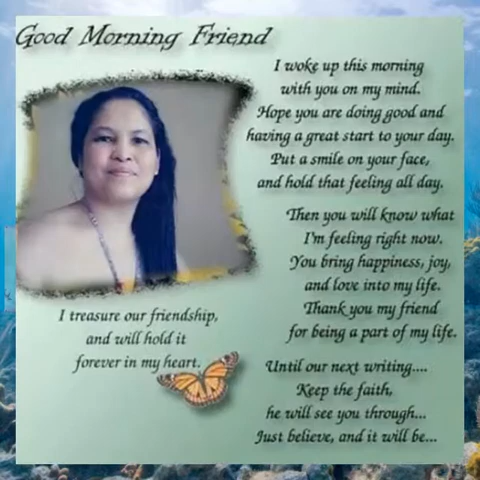 Good Morning Friend
I woke up this morning
with you on my mind.
Hope you are doing good and
having a great start to your day.
Put a smile on your face,
and hold that feeling all day.
Then you will know what
I'm feeling right now.
You bring happiness, joy,
and love into my life.
Thank you my friend
for being a part of my life.
I treasure our friendship,
and will hold it
forever in my heart.
Until our next writing....
Keep the faith,
he will see you through...
Just believe, and it will be...